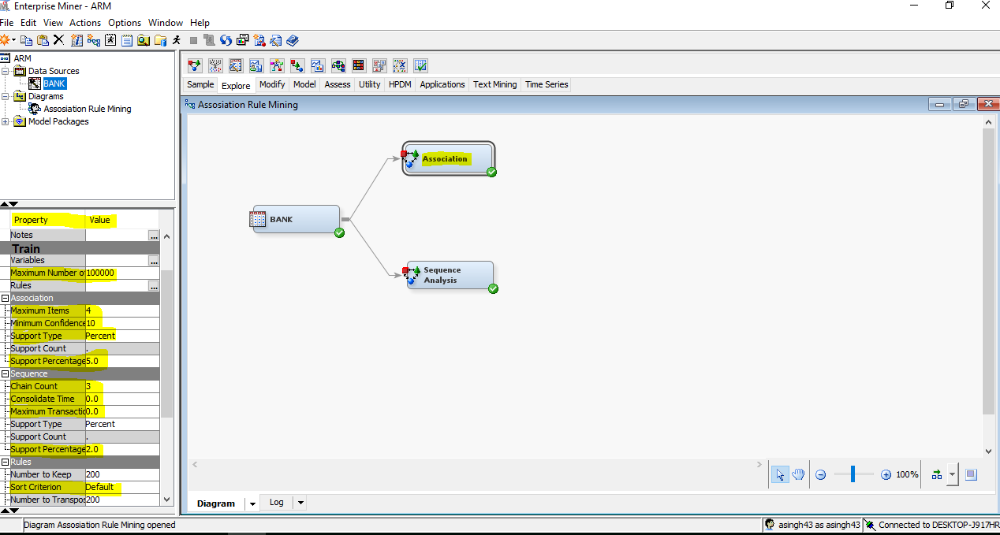 Enterprise Miner - ARM
File Edit View Actions Options Window Help
ARM
Data Sources
BANK
Diagrams
Assosiation Rule Mining
Model Packages
Sample Explore Modify Model Assess Utility HPDM Applications Text Mining Time Series
Assosiation Rule Mining
Association
BANK
Sequence
Analysis
Property Value
Notes ...
Train
Variables ...
Maximum Number o 100000
Rules ...
Association
Maximum Items 4
Minimum Confidence 10
Support Type Percent
Support Count .
Support Percentage 5.0
Sequence
Chain Count 3
Consolidate Time 0.0
Maximum Transactio 0.0
Support Type Percent
Support Count .
Support Percentage 2.0
Rules
Number to Keep 200
Sort Criterion Default
Number to Transpos 200
100%
Diagram Log
Diagram Assosiation Rule Mining opened
asingh43 as asingh43
Connected to DESKTOP-J917HR